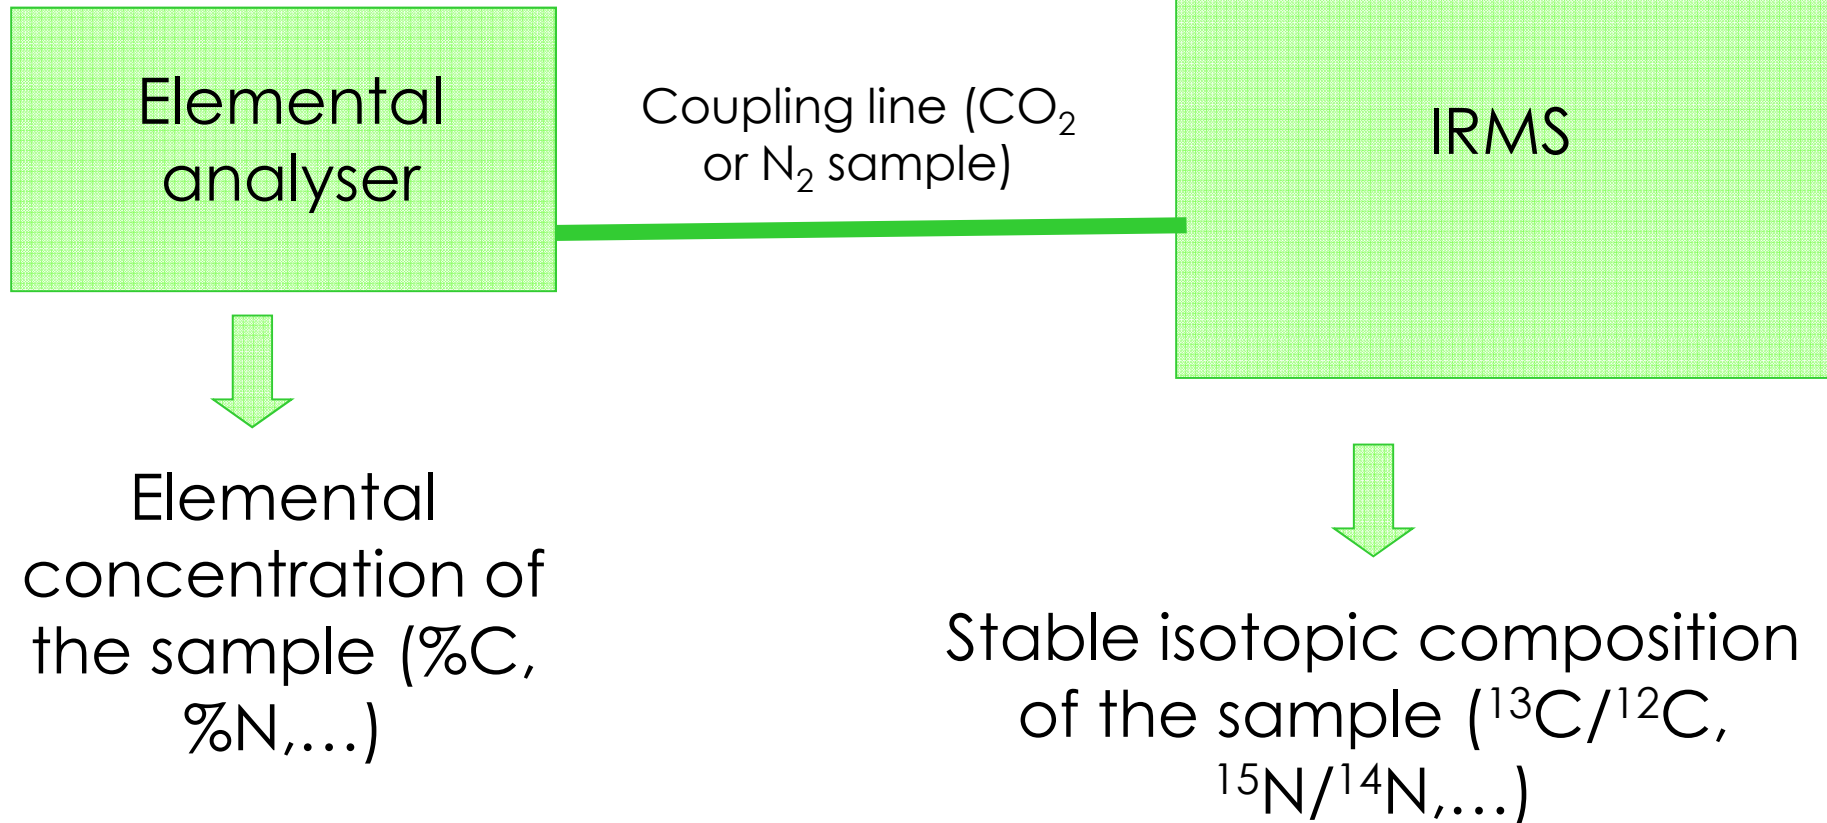 Elemental
analyser
Coupling line (CO₂
or N₂ sample)
IRMS
Elemental
concentration of
the sample (%C,
%N,…)
Stable isotopic composition
of the sample (¹³C/¹²C,
¹⁵N/¹⁴N,…)